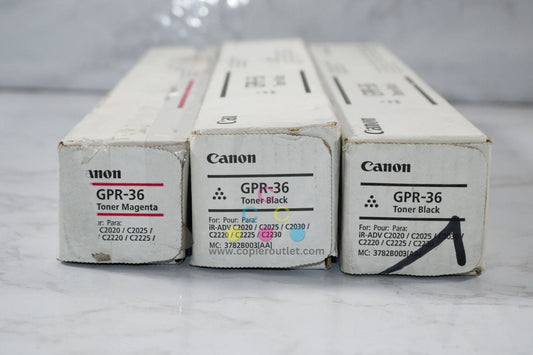 anon
GPR-36
Toner Magenta
For: Para:
C2020 / C2025 /
C2220 / C2225 /
Canon
GPR-36
Toner Black
For: Pour: Para:
iR-ADV C2020 / C2025 / C2030 /
C2220 / C2225 / C2230
MC: 3782B003[AA]
www.copieroutlet.com
Canon
GPR-36
Toner Black
For: Pour: Para:
iR-ADV C2020 / C2025 /
C2220 / C2225 /
MC: 3782B003[AA]